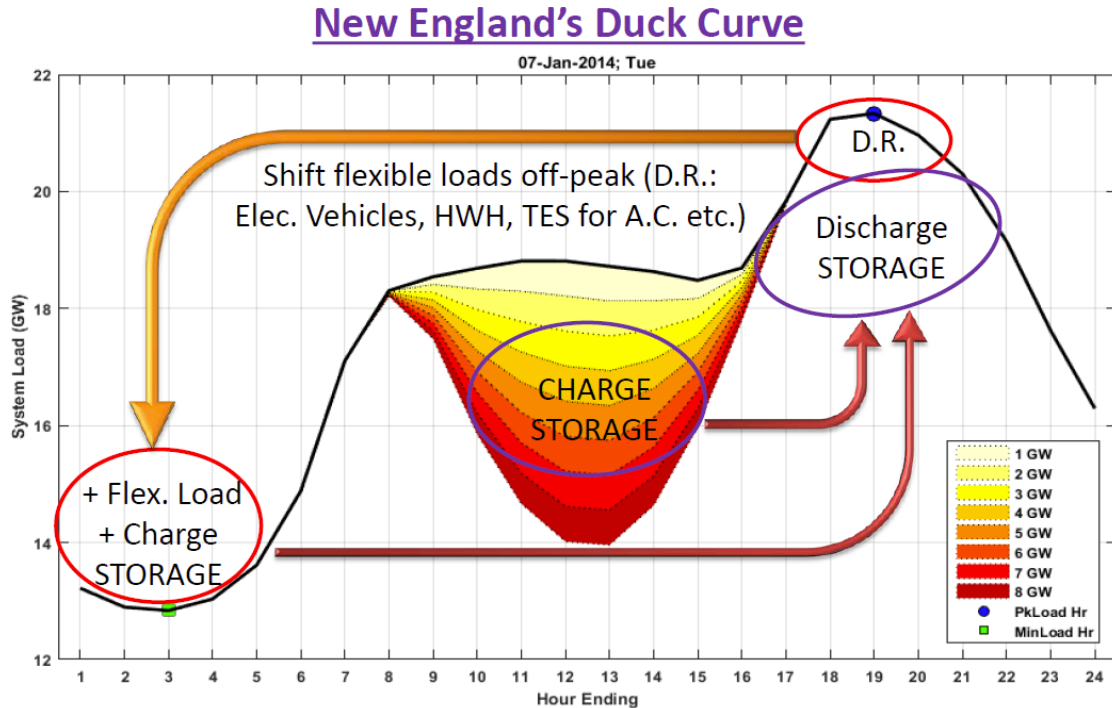 New England's Duck Curve
07-Jan-2014; Tue
22
20
18
16
14
12
System Load (GW)
Shift flexible loads off-peak (D.R.:
Elec. Vehicles, HWH, TES for A.C. etc.)
D.R.
Discharge
STORAGE
CHARGE
STORAGE
+ Flex. Load
+ Charge
STORAGE
1 GW
2 GW
3 GW
4 GW
5 GW
6 GW
7 GW
8 GW
PkLoad Hr
MinLoad Hr
1 2 3 4 5 6 7 8 9 10 11 12 13 14 15 16 17 18 19 20 21 22 23 24
Hour Ending